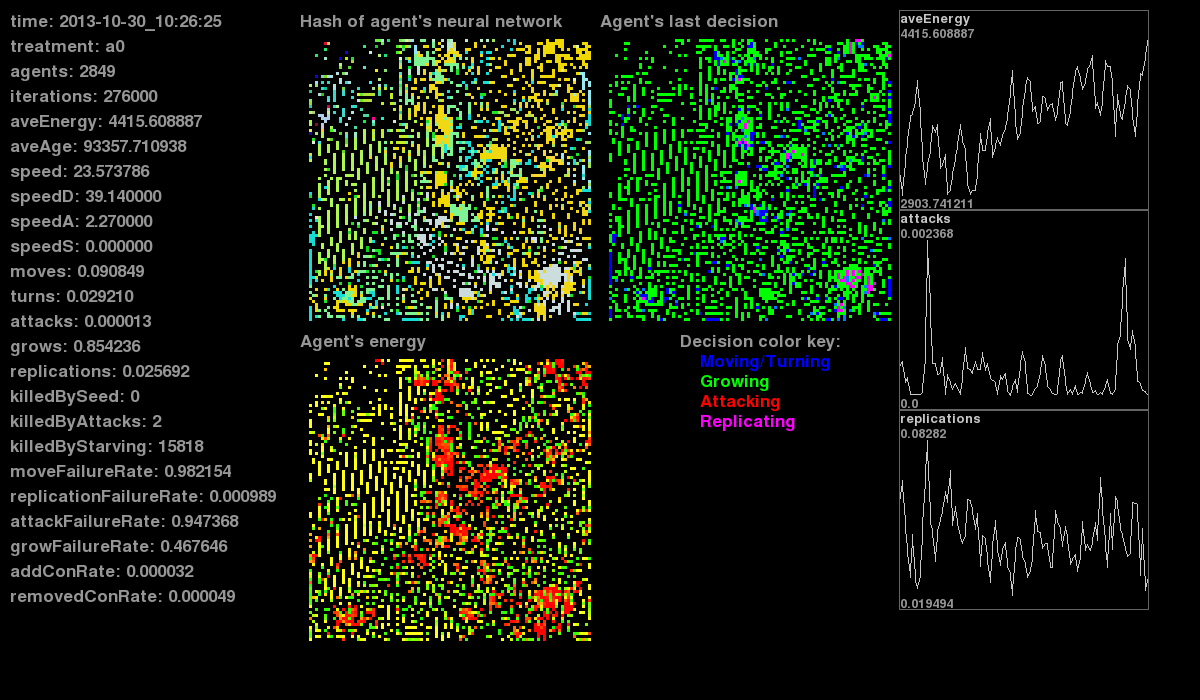 time: 2013-10-30_10:26:25
treatment: a0
agents: 2849
iterations: 276000
aveEnergy: 4415.608887
aveAge: 93357.710938
speed: 23.573786
speedD: 39.140000
speedA: 2.270000
speedS: 0.000000
moves: 0.090849
turns: 0.029210
attacks: 0.000013
grows: 0.854236
replications: 0.025692
killedBySeed: 0
killedByAttacks: 2
killedByStarving: 15818
moveFailureRate: 0.982154
replicationFailureRate: 0.000989
attackFailureRate: 0.947368
growFailureRate: 0.467646
addConRate: 0.000032
removedConRate: 0.000049
Hash of agent's neural network
Agent's last decision
Agent's energy
Decision color key:
Moving/Turning
Growing
Attacking
Replicating
aveEnergy
4415.608887
2903.741211
attacks
0.002368
0.0
replications
0.08282
0.019494